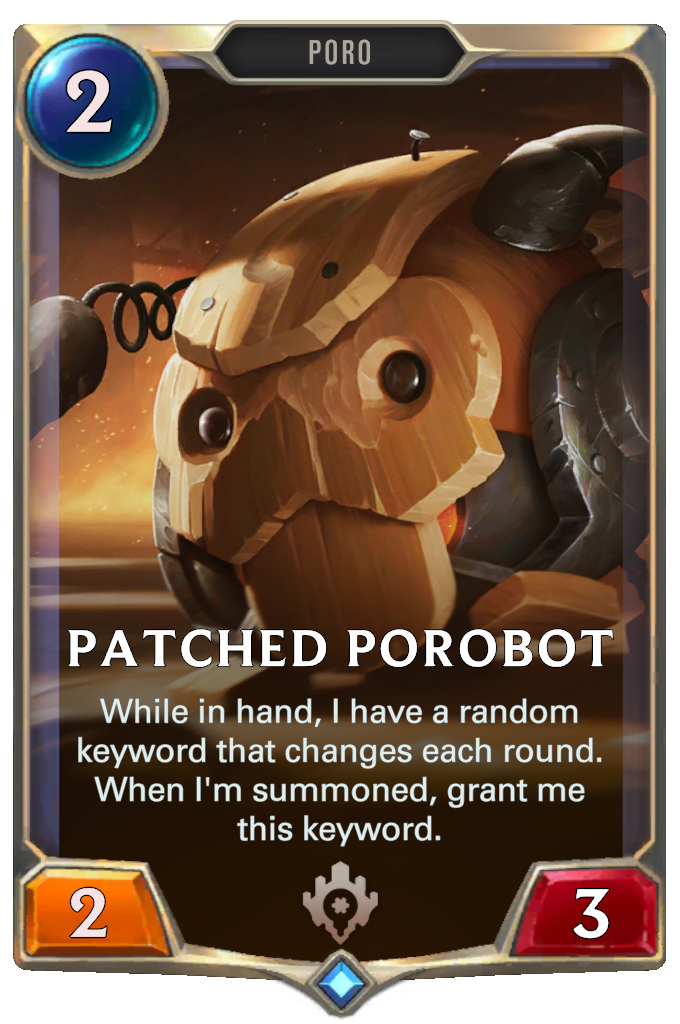 PORO
2
PATCHED POROBOT
While in hand, I have a random
keyword that changes each round.
When I'm summoned, grant me
this keyword.
2
3